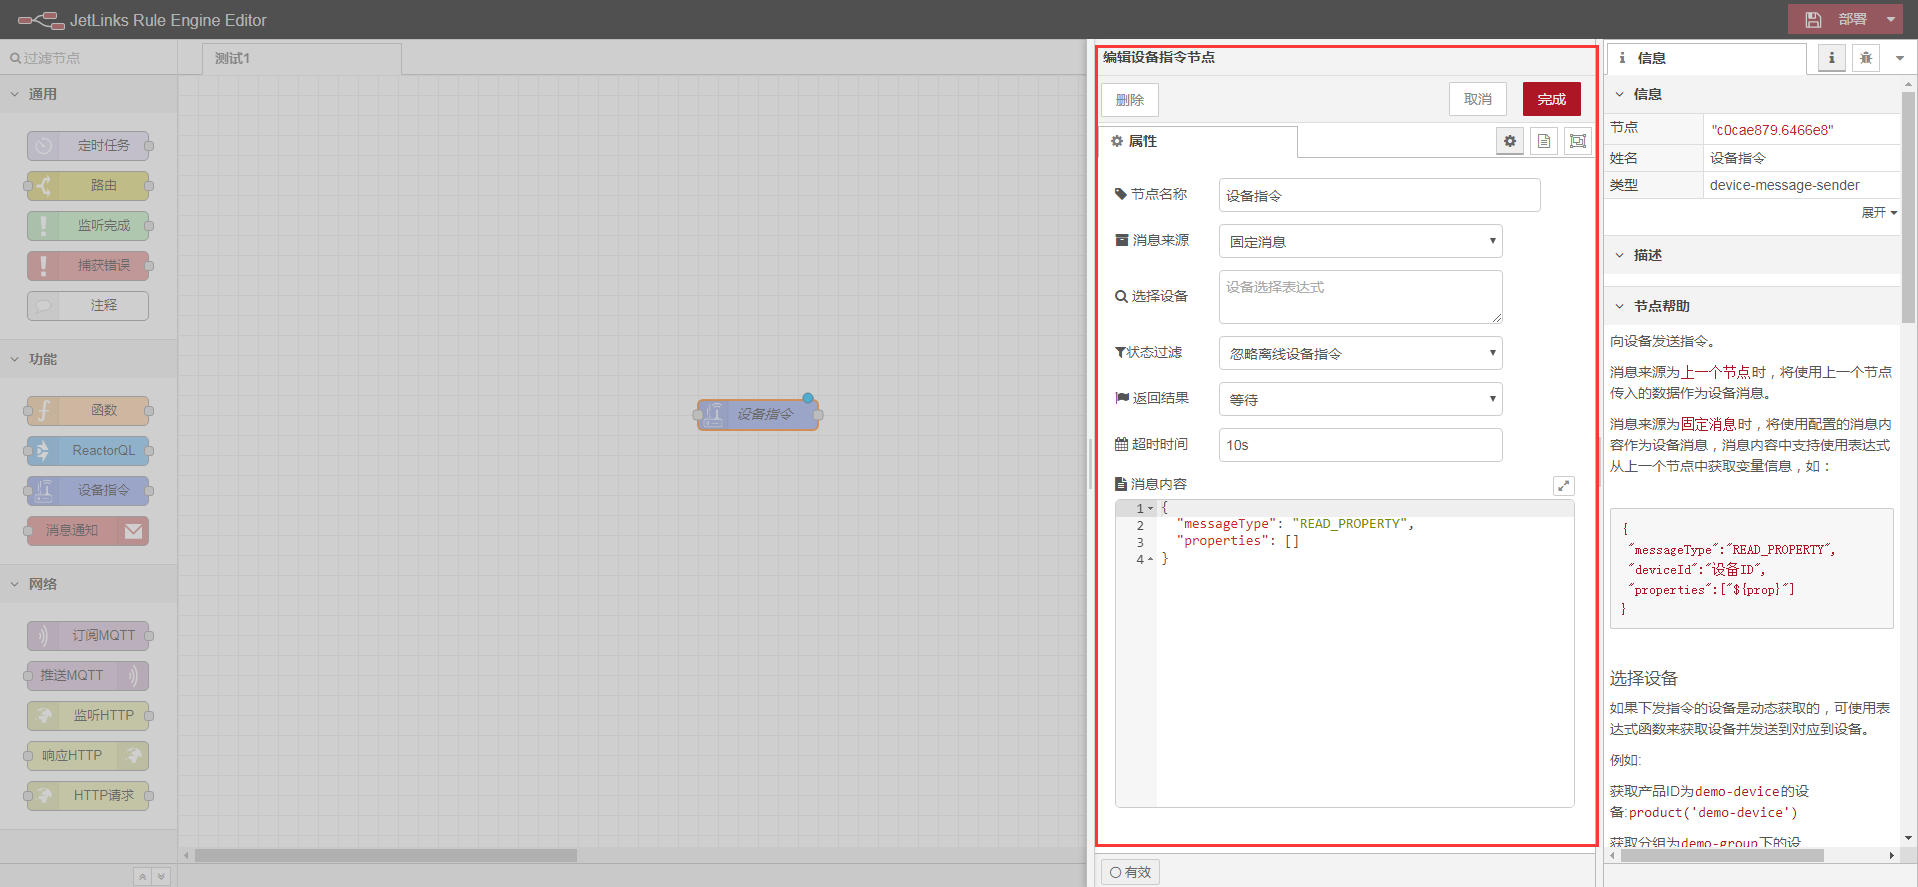 JetLinks Rule Engine Editor
部署
过滤节点
通用
定时任务
路由
监听完成
捕获错误
注释
功能
函数
ReactorQL
设备指令
消息通知
网络
订阅MQTT
推送MQTT
监听HTTP
响应HTTP
HTTP请求
测试1
设备指令
编辑设备指令节点
删除
取消
完成
属性
节点名称
设备指令
消息来源
固定消息
选择设备
设备选择表达式
状态过滤
忽略离线设备指令
返回结果
等待
超时时间
10s
消息内容
1 {
2 "messageType": "READ_PROPERTY",
3 "properties": []
4 }
有效
信息
信息
节点 "c0cae879.6466e8"
姓名 设备指令
类型 device-message-sender
展开
描述
节点帮助
向设备发送指令。
消息来源为上一个节点时，将使用上一个节点
传入的数据作为设备消息。
消息来源为固定消息时，将使用配置的消息内
容作为设备消息，消息内容中支持使用表达式
从上一个节点中获取变量信息，如：
{
"messageType":"READ_PROPERTY",
"deviceId":"设备ID",
"properties":["${prop}"]
}
选择设备
如果下发指令的设备是动态获取的，可使用表
达式函数来获取设备并发送到对应到设备。
例如:
获取产品ID为demo-device的设
备:product('demo-device')
获取分组为demo-group下的设